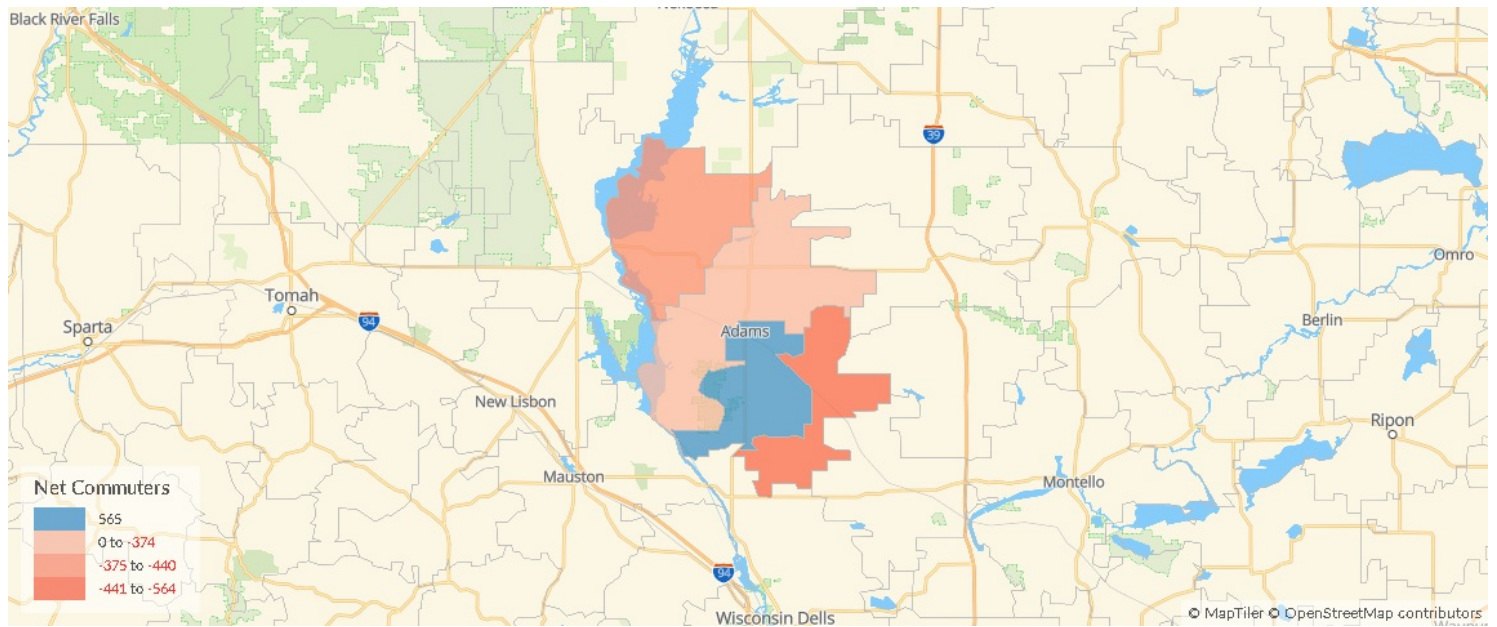 Black River Falls
39
Omro
Tomah
94
Sparta
Adams
Berlin
New Lisbon
Ripon
Mauston
Montello
Net Commuters
565
0 to -374
-375 to -440
-441 to -564
94
Wisconsin Dells
© MapTiler © OpenStreetMap contributors